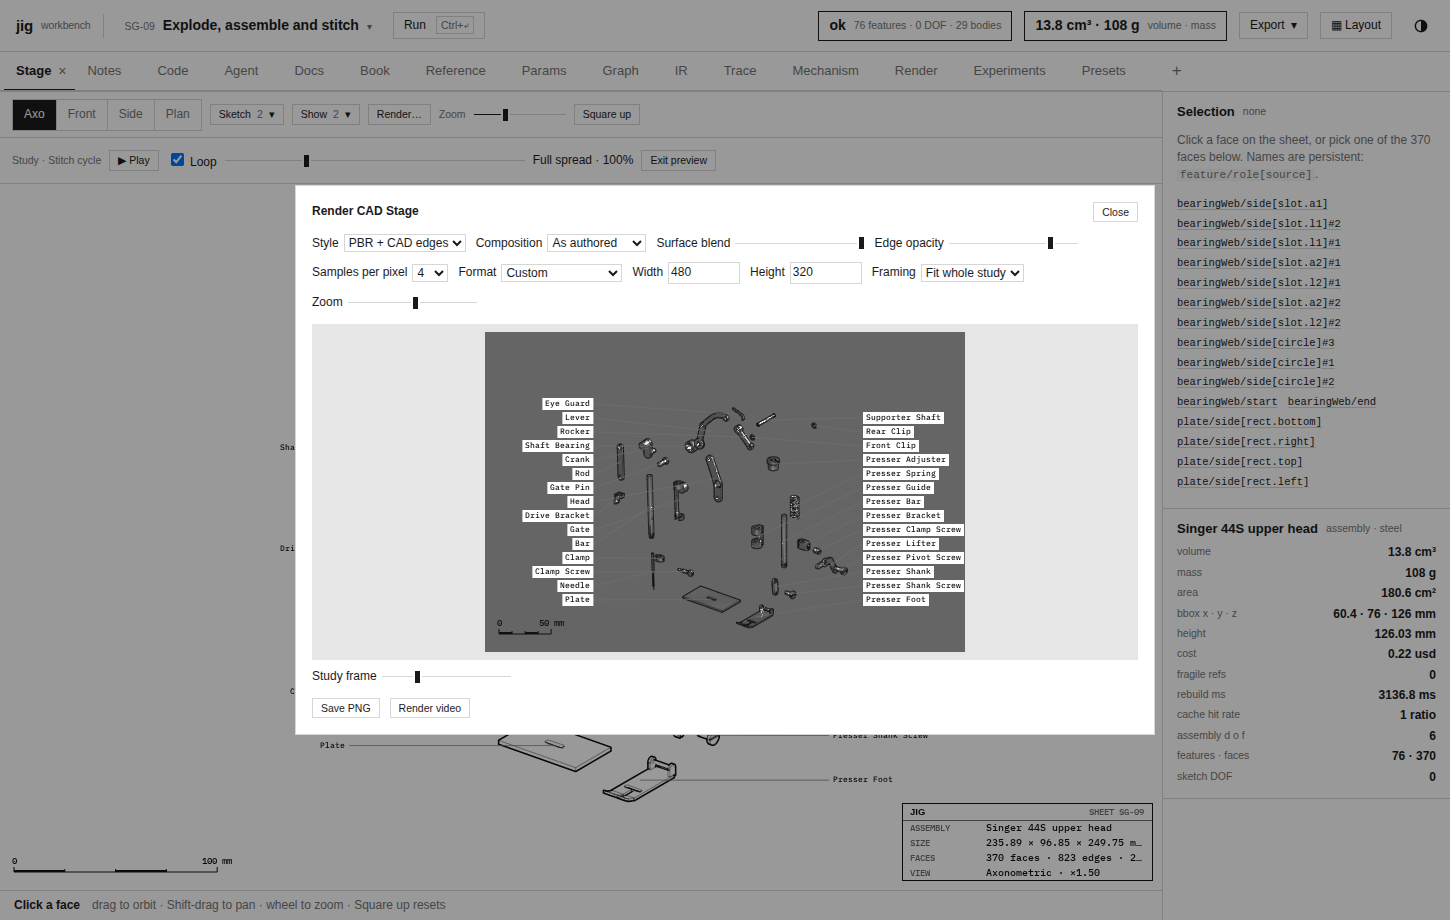 jig workbench SG-09 Explode, assemble and stitch ▾ Run Ctrl+↵ ok 76 features · 0 DOF · 29 bodies 13.8 cm³ · 108 g volume · mass Export ▾ ▦ Layout
Stage × Notes Code Agent Docs Book Reference Params Graph IR Trace Mechanism Render Experiments Presets +
Axo Front Side Plan Sketch 2 ▾ Show 2 ▾ Render… Zoom Square up
Study · Stitch cycle ▶ Play Loop Full spread · 100% Exit preview
Render CAD Stage Close
Style PBR + CAD edges Composition As authored Surface blend Edge opacity
Samples per pixel 4 Format Custom Width 480 Height 320 Framing Fit whole study
Zoom
Eye Guard
Lever
Rocker
Shaft Bearing
Crank
Rod
Gate Pin
Head
Drive Bracket
Gate
Bar
Clamp
Clamp Screw
Needle
Plate
Supporter Shaft
Rear Clip
Front Clip
Presser Adjuster
Presser Spring
Presser Guide
Presser Bar
Presser Bracket
Presser Clamp Screw
Presser Lifter
Presser Pivot Screw
Presser Shank
Presser Shank Screw
Presser Foot
0 50 mm
Study frame
Save PNG Render video
Sha
Dri
C
Plate
Presser Shank Screw
Presser Foot
0 100 mm
JIG SHEET SG-09
ASSEMBLY Singer 44S upper head
SIZE 235.89 × 96.85 × 249.75 m…
FACES 370 faces · 823 edges · 2…
VIEW Axonometric · ×1.50
Click a face drag to orbit · Shift-drag to pan · wheel to zoom · Square up resets
Selection none
Click a face on the sheet, or pick one of the 370
faces below. Names are persistent:
feature/role[source].
bearingWeb/side[slot.a1]
bearingWeb/side[slot.l1]#2
bearingWeb/side[slot.l1]#1
bearingWeb/side[slot.a2]#1
bearingWeb/side[slot.l2]#1
bearingWeb/side[slot.a2]#2
bearingWeb/side[slot.l2]#2
bearingWeb/side[circle]#3
bearingWeb/side[circle]#1
bearingWeb/side[circle]#2
bearingWeb/start bearingWeb/end
plate/side[rect.bottom]
plate/side[rect.right]
plate/side[rect.top]
plate/side[rect.left]
Singer 44S upper head assembly · steel
volume 13.8 cm³
mass 108 g
area 180.6 cm²
bbox x · y · z 60.4 · 76 · 126 mm
height 126.03 mm
cost 0.22 usd
fragile refs 0
rebuild ms 3136.8 ms
cache hit rate 1 ratio
assembly d o f 6
features · faces 76 · 370
sketch DOF 0